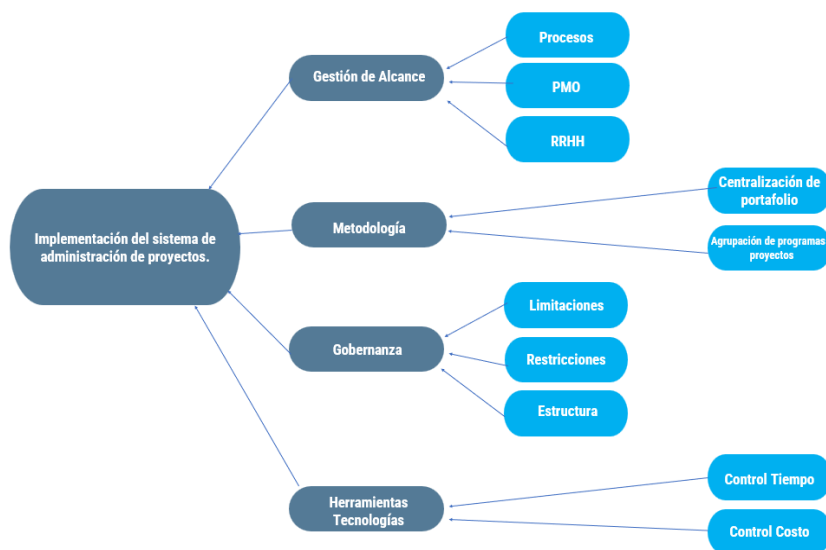 Procesos
Gestión de Alcance
PMO
RRHH
Implementación del sistema de
administración de proyectos.
Metodología
Centralización de
portafolio
Agrupación de programas
proyectos
Gobernanza
Limitaciones
Restricciones
Estructura
Herramientas
Tecnologías
Control Tiempo
Control Costo